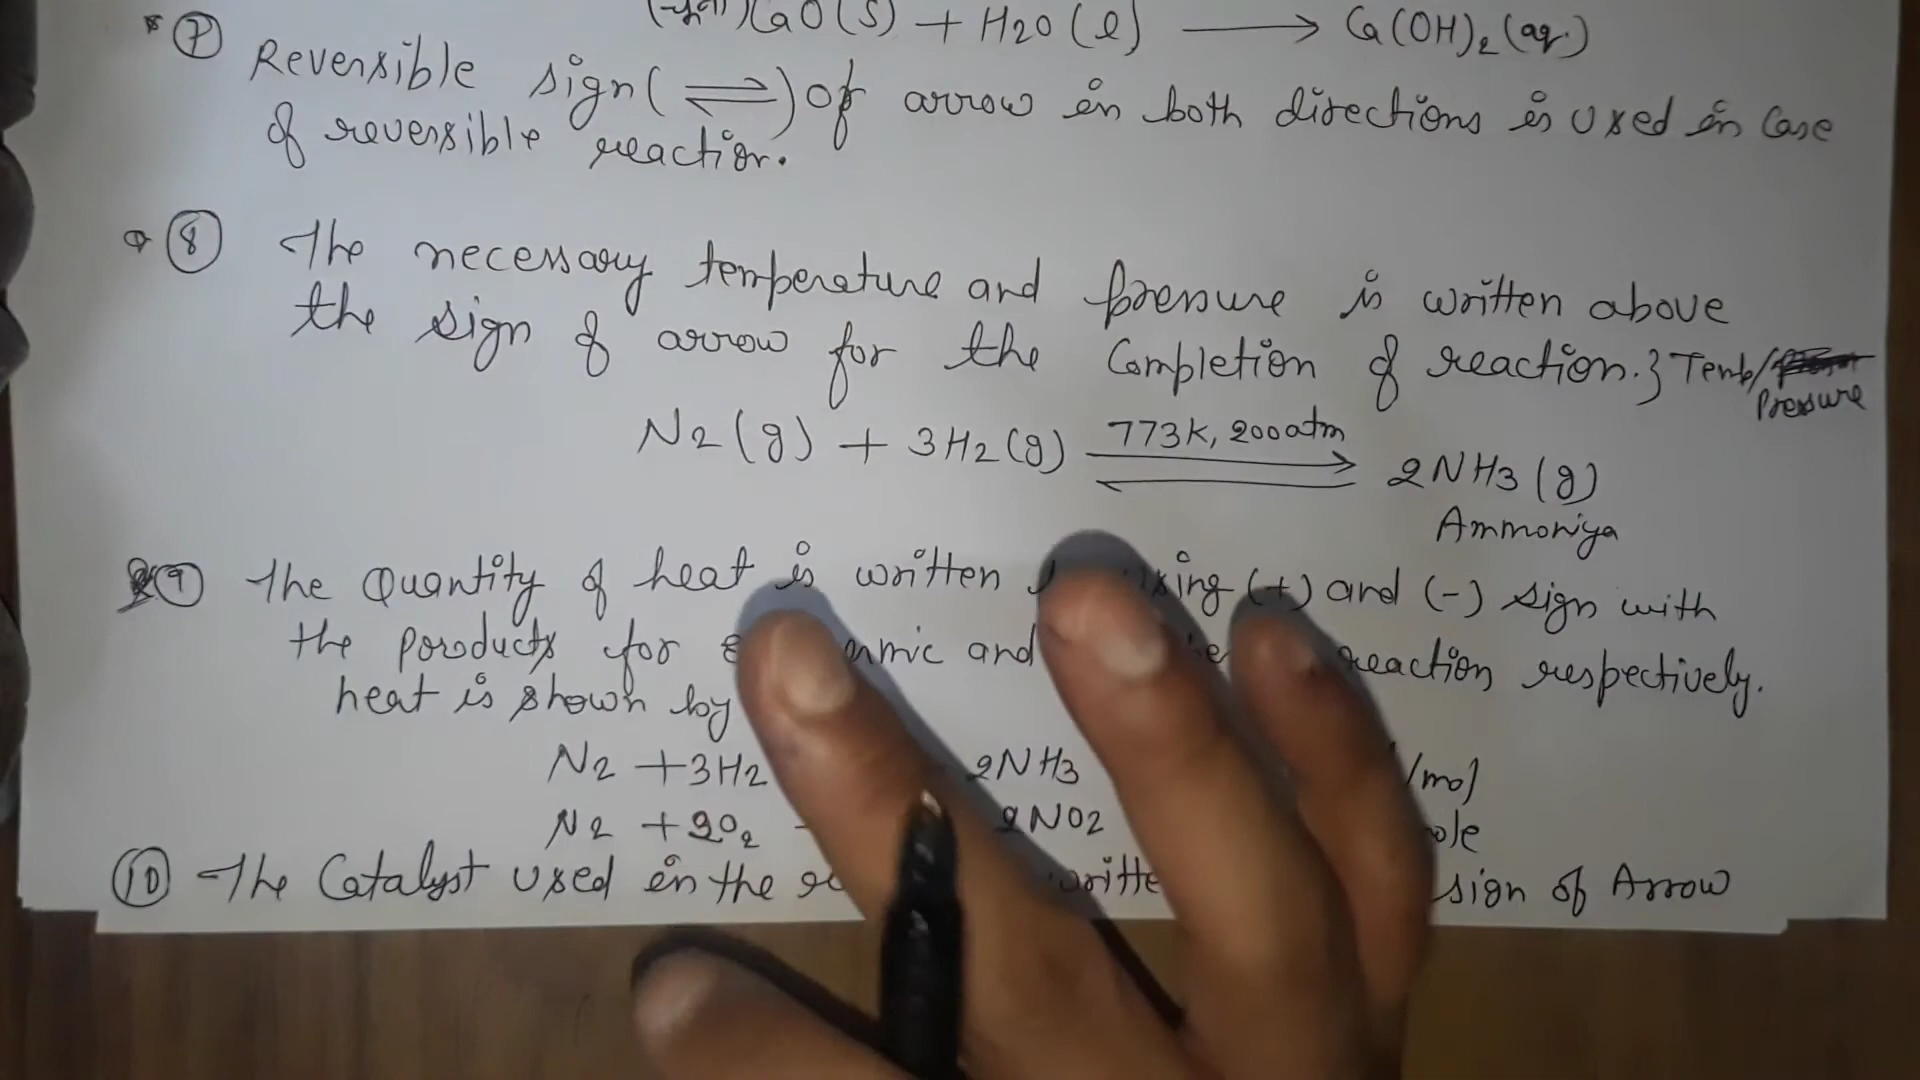 CaO(s) + H2O(l) ⟶ Ca(OH)2(aq.)
⑦ Reversible sign(⇌) of arrow in both directions is used in Case
of reversible reaction.
⑧ The necessary temperature and pressure is written above
the sign of arrow for the Completion of reaction.} Temp/
Pressure
N2(g) + 3H2(g) 773K, 200atm ⇌ 2NH3(g)
Ammoniya
⑨ The Quantity of heat is written (+) and (-) sign with
the products for and reaction respectively.
heat is shown by
N2 + 3H2 2NH3 /mol
N2 + 2O2 2NO2
⑩ The Catalyst used in the sign of Arrow